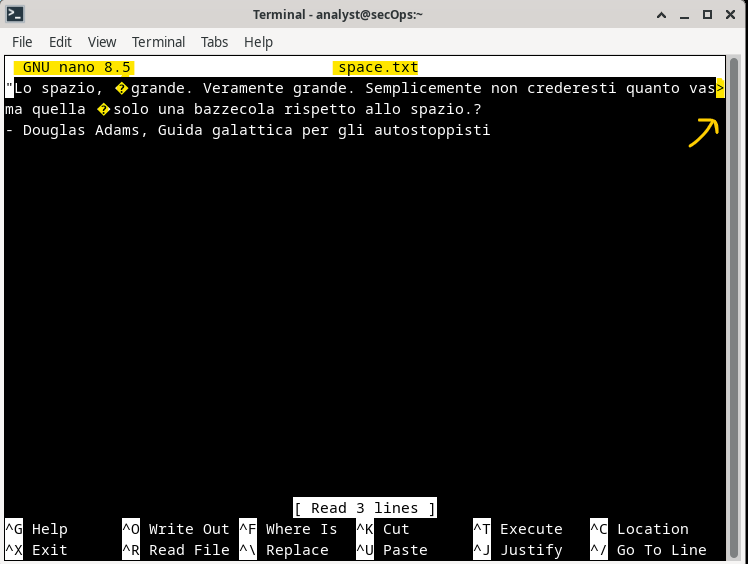 Terminal - analyst@secOps:~
File Edit View Terminal Tabs Help
GNU nano 8.5 space.txt
"Lo spazio, �grande. Veramente grande. Semplicemente non crederesti quanto vas>
ma quella �solo una bazzecola rispetto allo spazio.?
- Douglas Adams, Guida galattica per gli autostoppisti
[ Read 3 lines ]
^G Help ^O Write Out ^F Where Is ^K Cut ^T Execute ^C Location
^X Exit ^R Read File ^\ Replace ^U Paste ^J Justify ^/ Go To Line